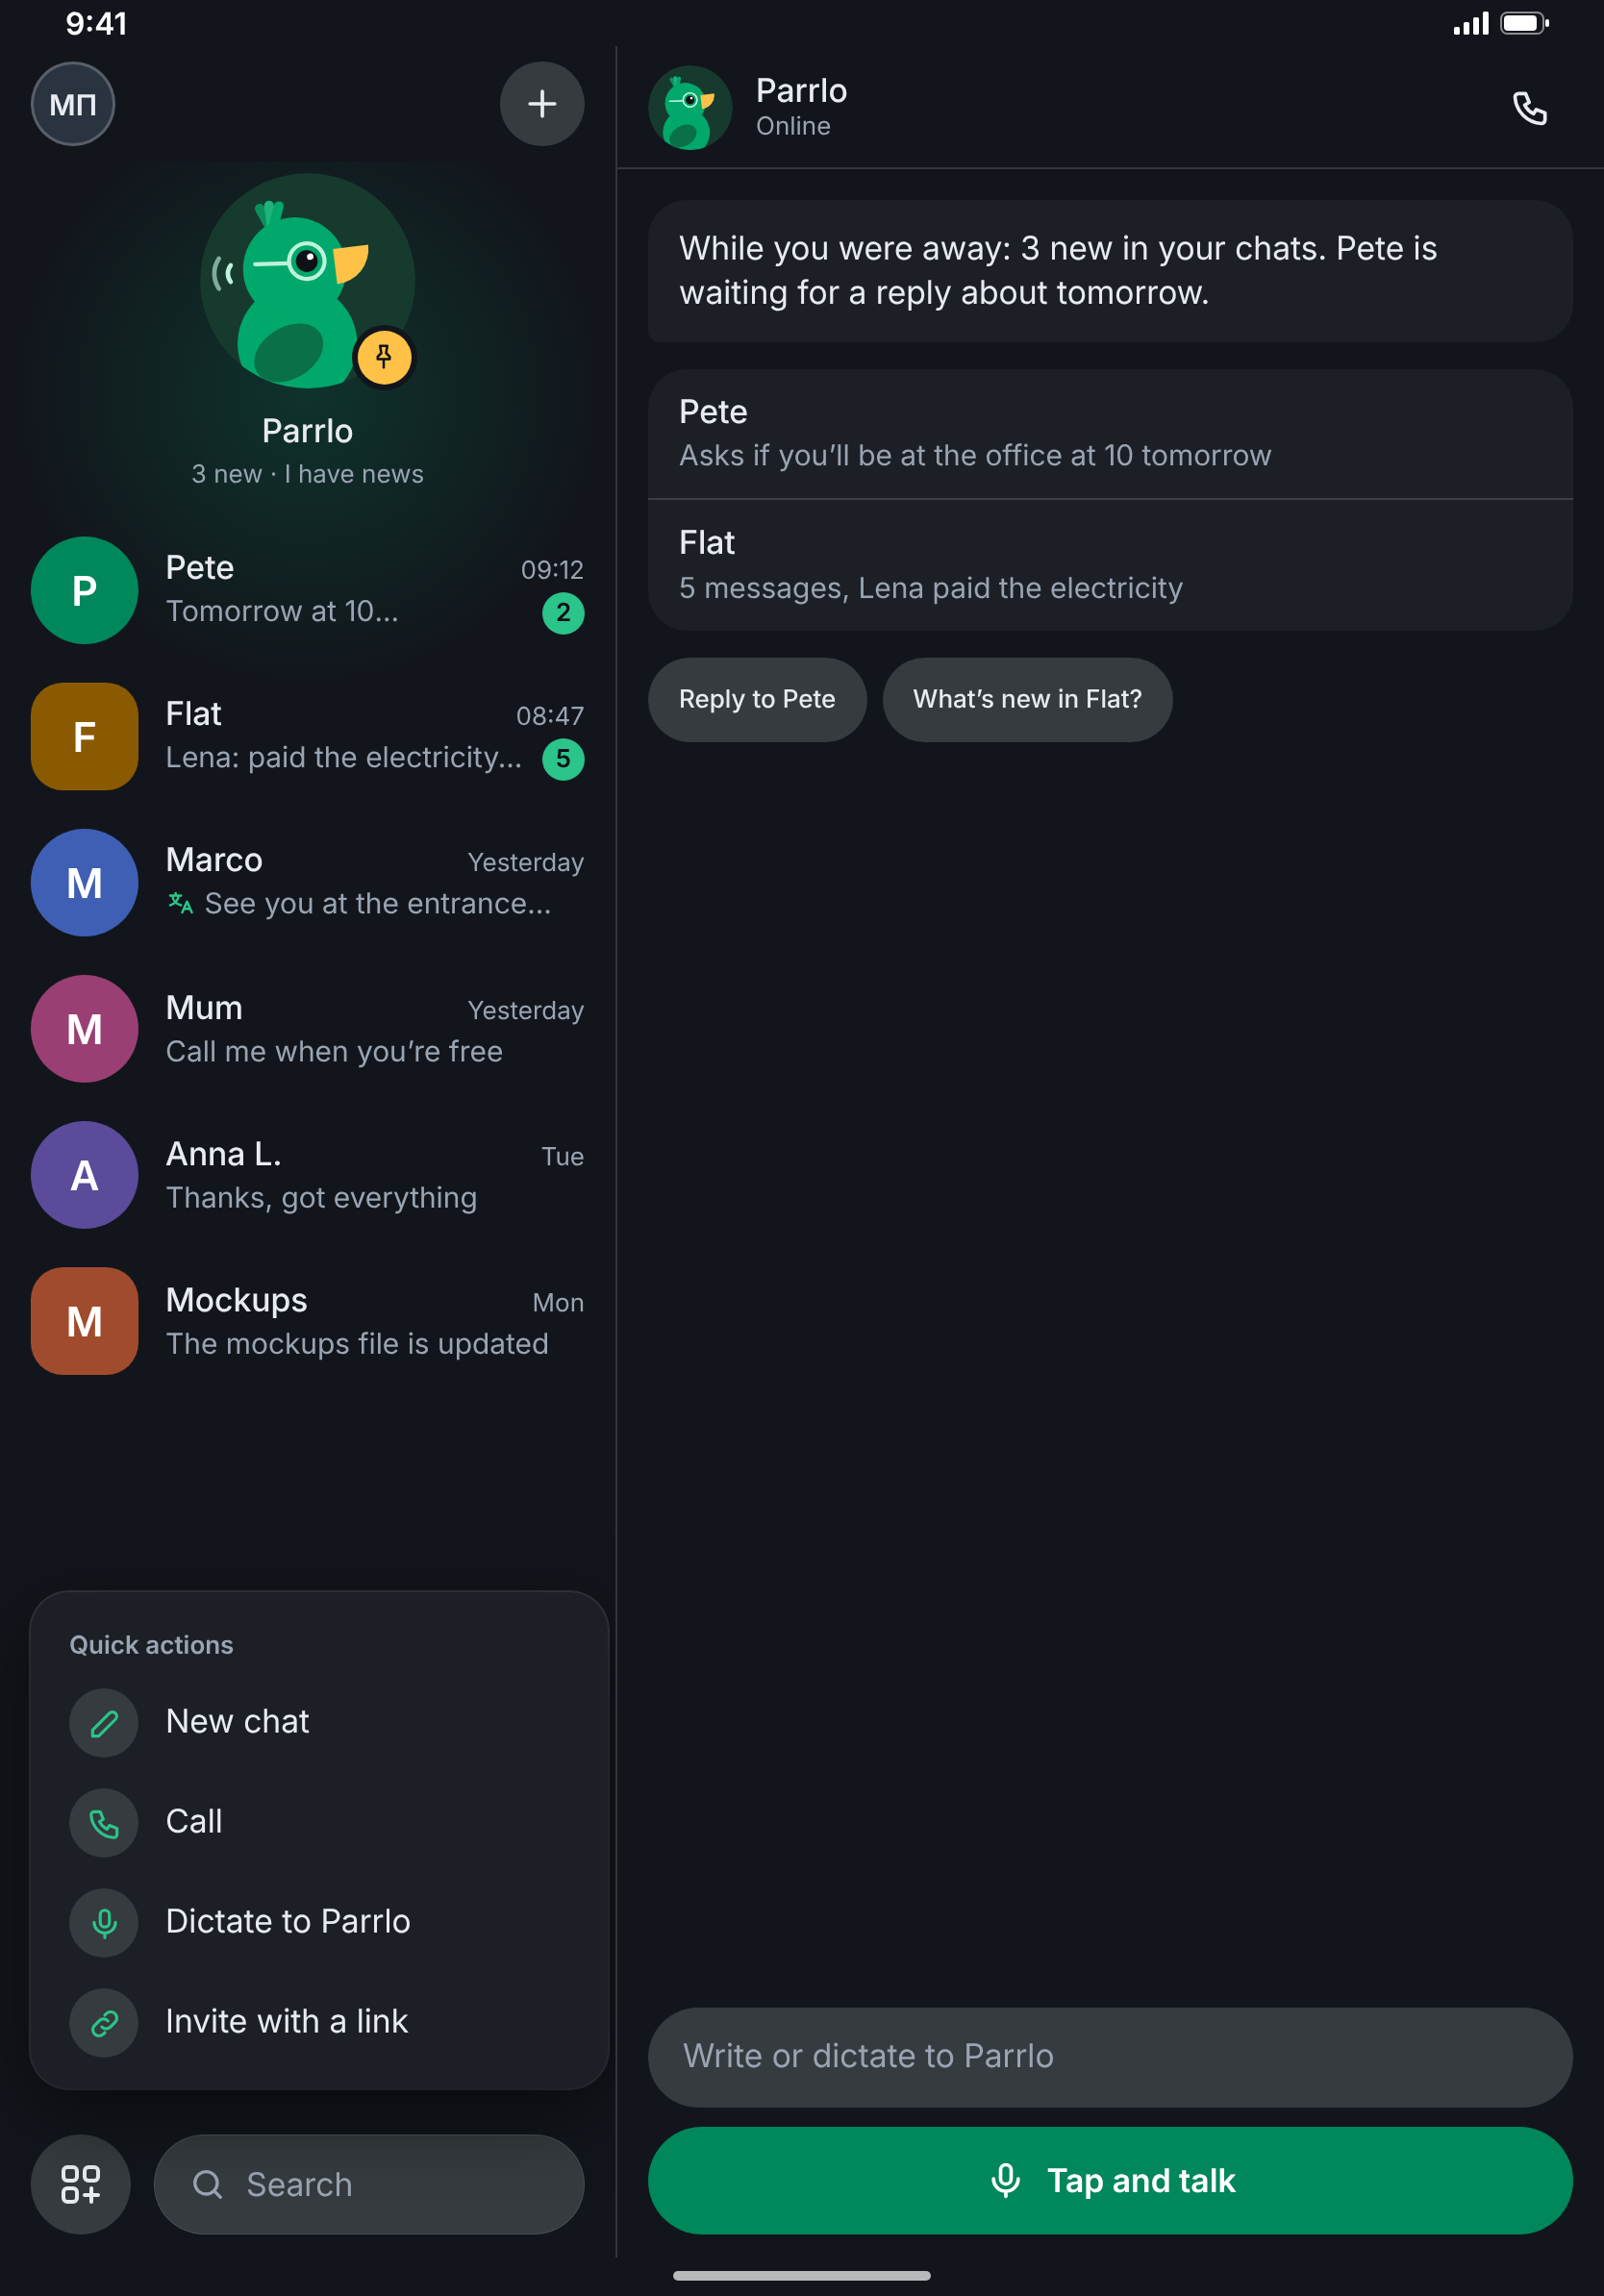 9:41
МП
Parrlo
3 new · I have news
Pete
09:12
Tomorrow at 10...
2
Flat
08:47
Lena: paid the electricity...
5
Marco
Yesterday
See you at the entrance...
Mum
Yesterday
Call me when you’re free
Anna L.
Tue
Thanks, got everything
Mockups
Mon
The mockups file is updated
Quick actions
New chat
Call
Dictate to Parrlo
Invite with a link
Search
Parrlo
Online
While you were away: 3 new in your chats. Pete is
waiting for a reply about tomorrow.
Pete
Asks if you’ll be at the office at 10 tomorrow
Flat
5 messages, Lena paid the electricity
Reply to Pete
What’s new in Flat?
Write or dictate to Parrlo
Tap and talk